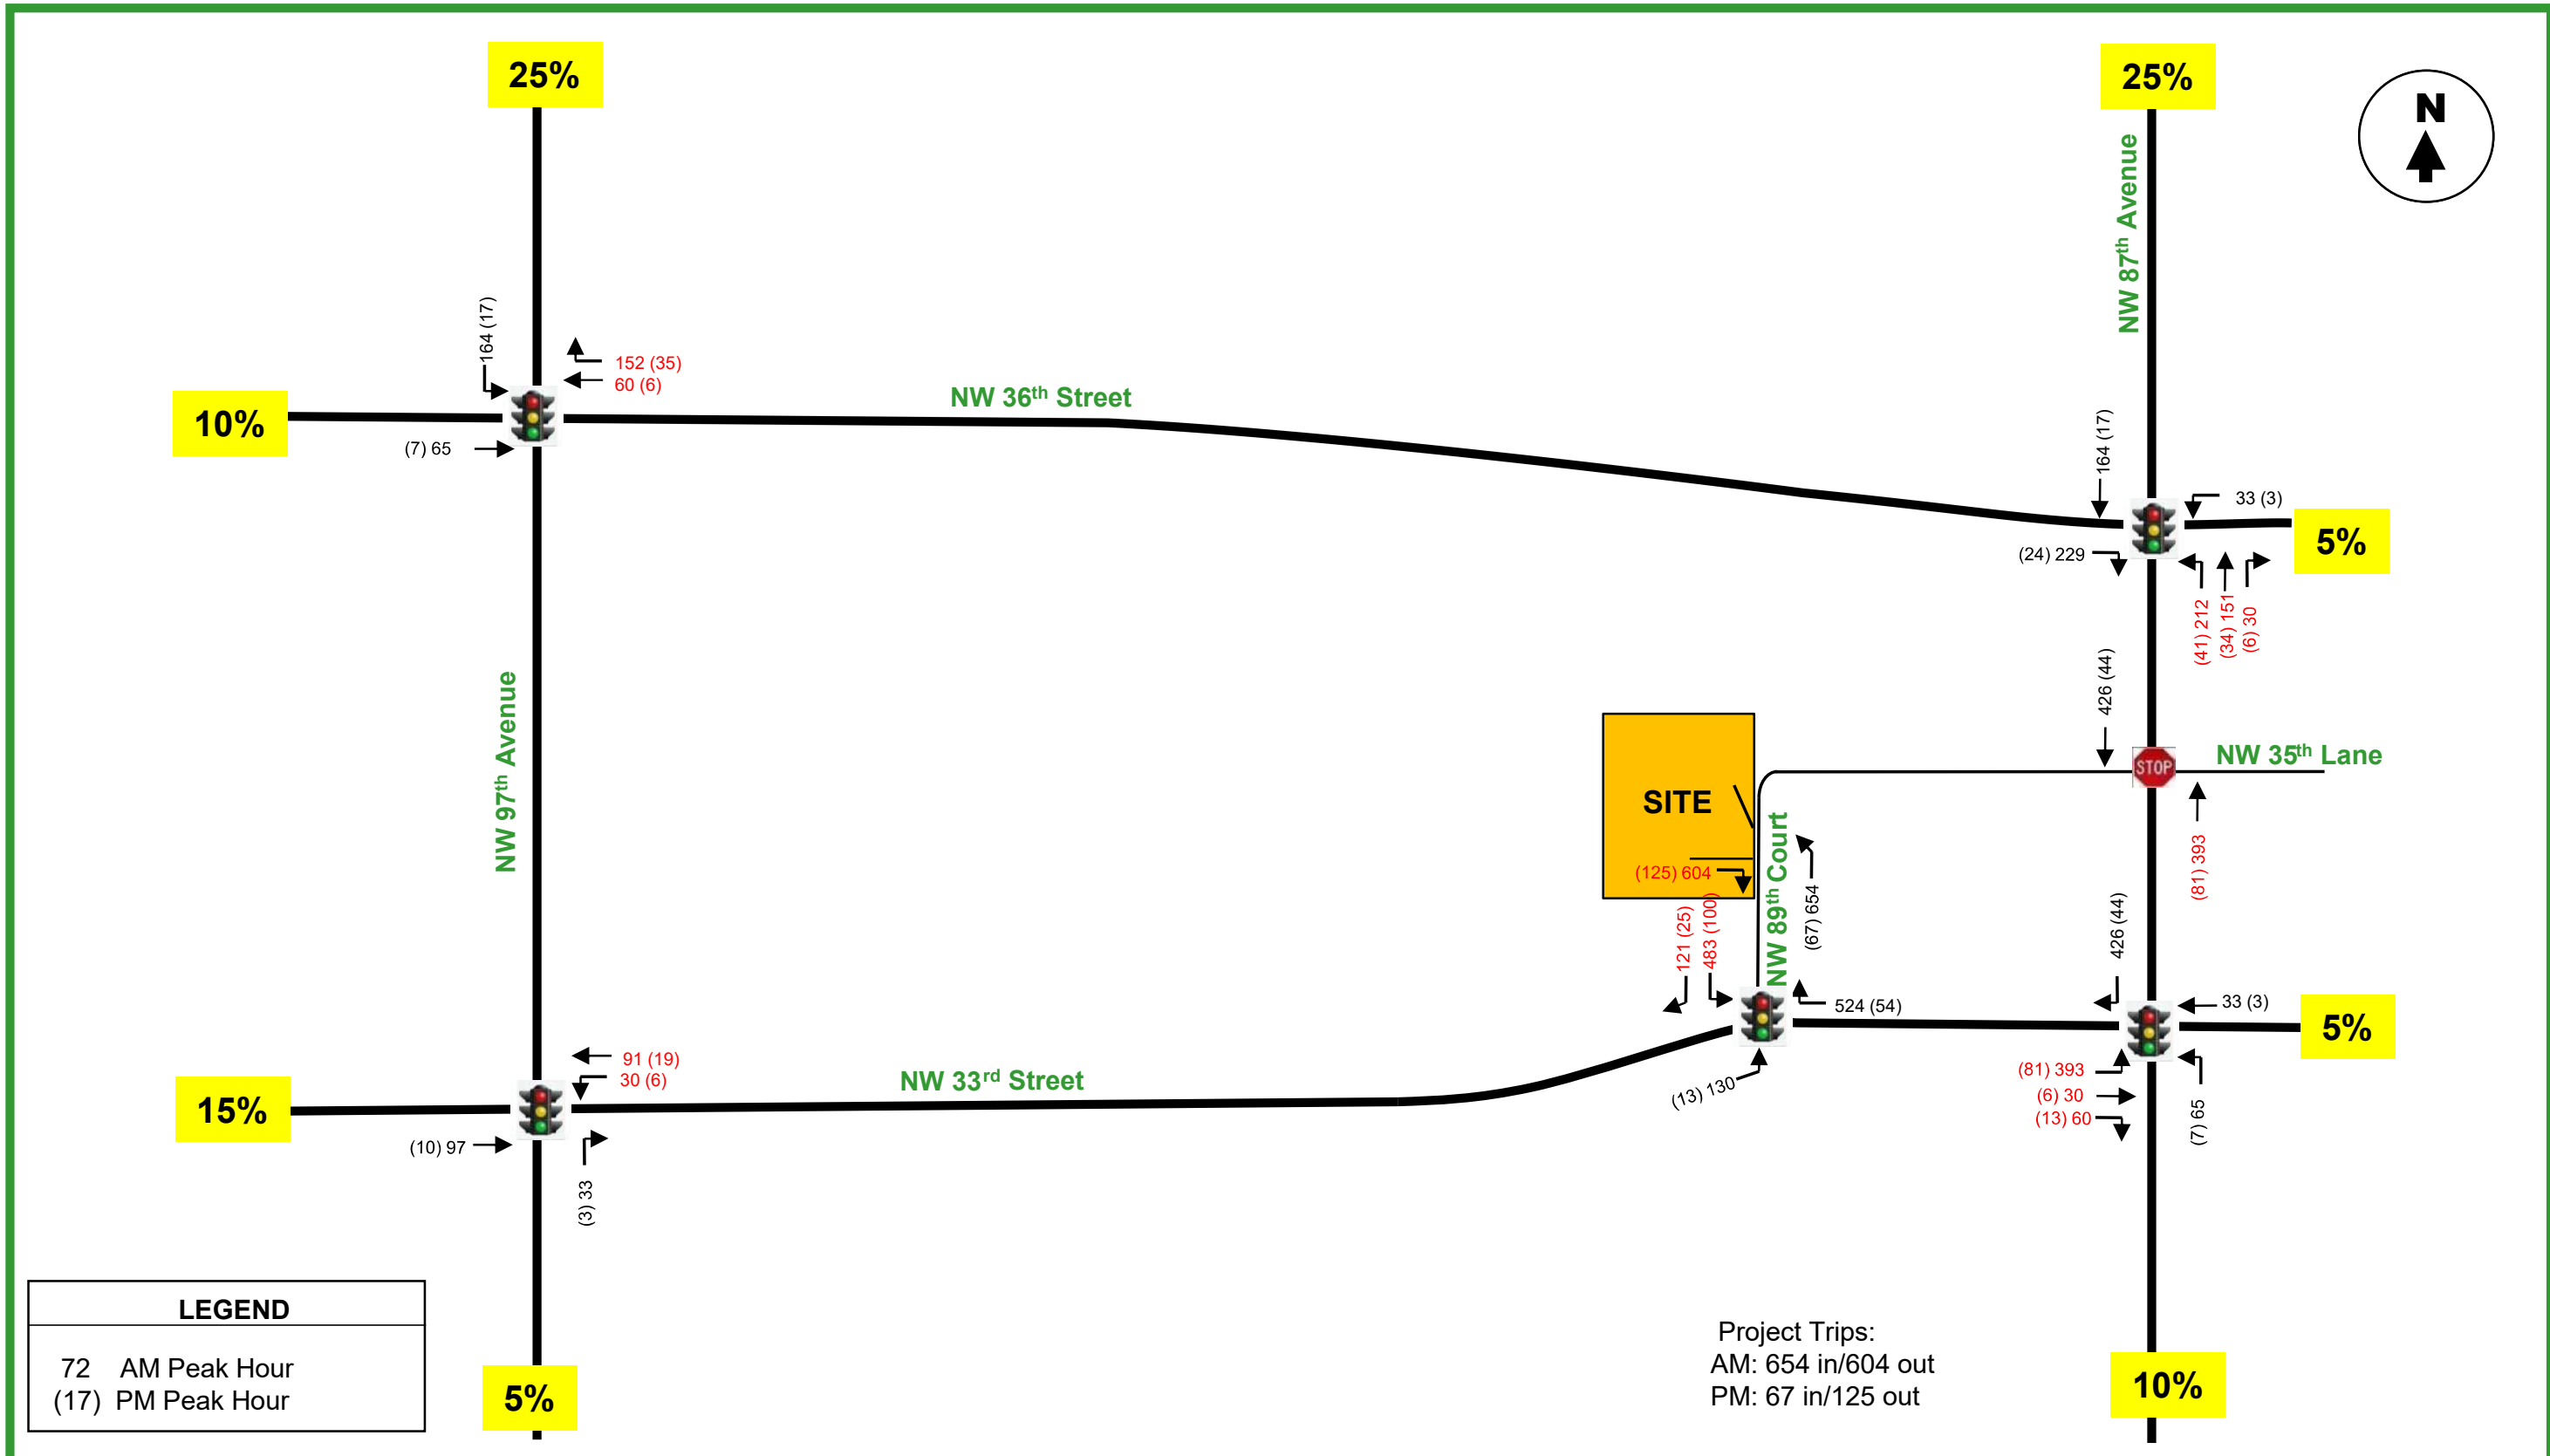 25%
25%
N
NW 87th Avenue
164 (17)
152 (35)
60 (6)
NW 36th Street
10%
(7) 65
164 (17)
33 (3)
5%
(24) 229
(41) 212
(34) 151
(6) 30
426 (44)
NW 97th Avenue
NW 35th Lane
STOP
SITE
NW 89th Court
(125) 604
(67) 654
(81) 393
121 (25)
483 (100)
426 (44)
524 (54)
33 (3)
5%
91 (19)
30 (6)
NW 33rd Street
(13) 130
(81) 393
(6) 30
(13) 60
(7) 65
15%
(10) 97
(3) 33
LEGEND
72 AM Peak Hour
(17) PM Peak Hour
5%
Project Trips:
AM: 654 in/604 out
PM: 67 in/125 out
10%